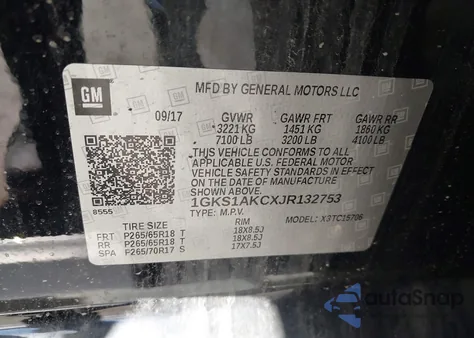 GM
MFD BY GENERAL MOTORS LLC
09/17 GVWR GAWR FRT GAWR RR
3221 KG 1451 KG 1860 KG
7100 LB 3200 LB 4100 LB
THIS VEHICLE CONFORMS TO ALL
APPLICABLE U.S. FEDERAL MOTOR
VEHICLE SAFETY STANDARDS IN EFFECT
ON THE DATE OF MANUFACTURE
SHOWN ABOVE.
1GKS1AKCXJR132753
8555
TYPE: M.P.V. MODEL: X3TC15706
TIRE SIZE RIM
FRT P265/65R18 T 18X8.5J
RR P265/65R18 T 18X8.5J
SPA P265/70R17 S 17X7.5J
AutoSnap